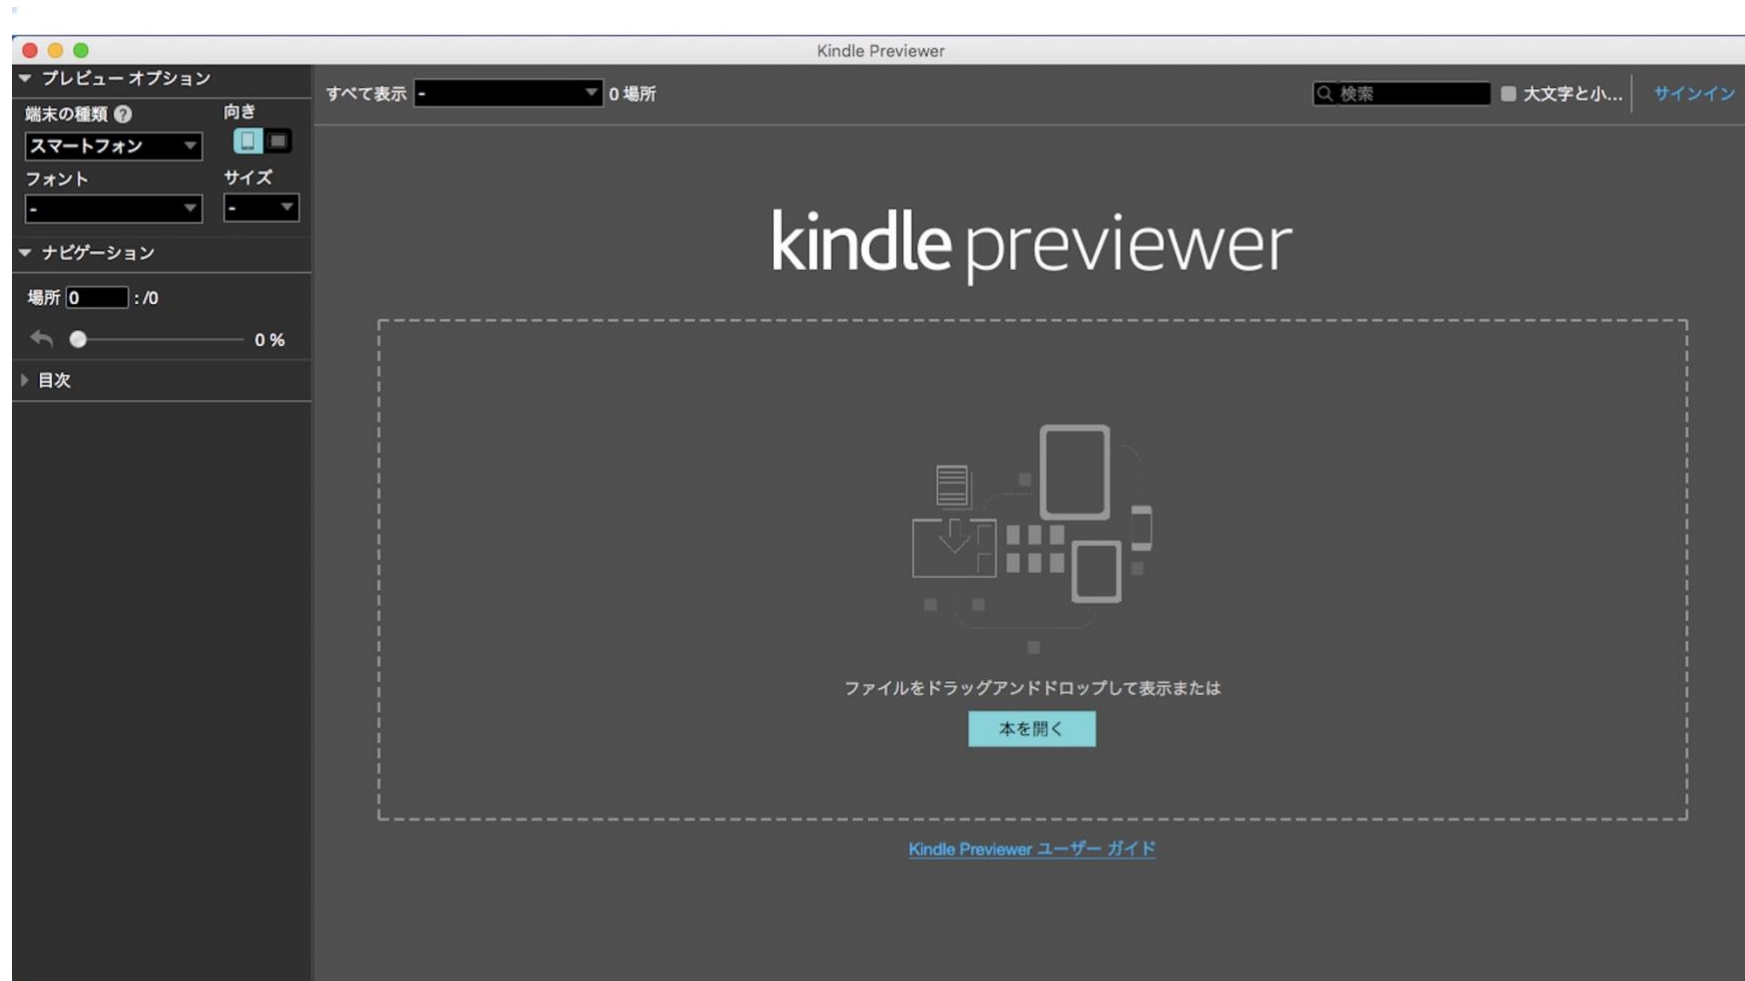 Kindle Previewer
プレビュー オプション
端末の種類 ?
向き
スマートフォン
フォント
サイズ
-
-
ナビゲーション
場所 0 : /0
0 %
目次
すべて表示 - 0 場所
検索
大文字と小...
サインイン
kindle previewer
ファイルをドラッグアンドドロップして表示または
本を開く
Kindle Previewer ユーザー ガイド